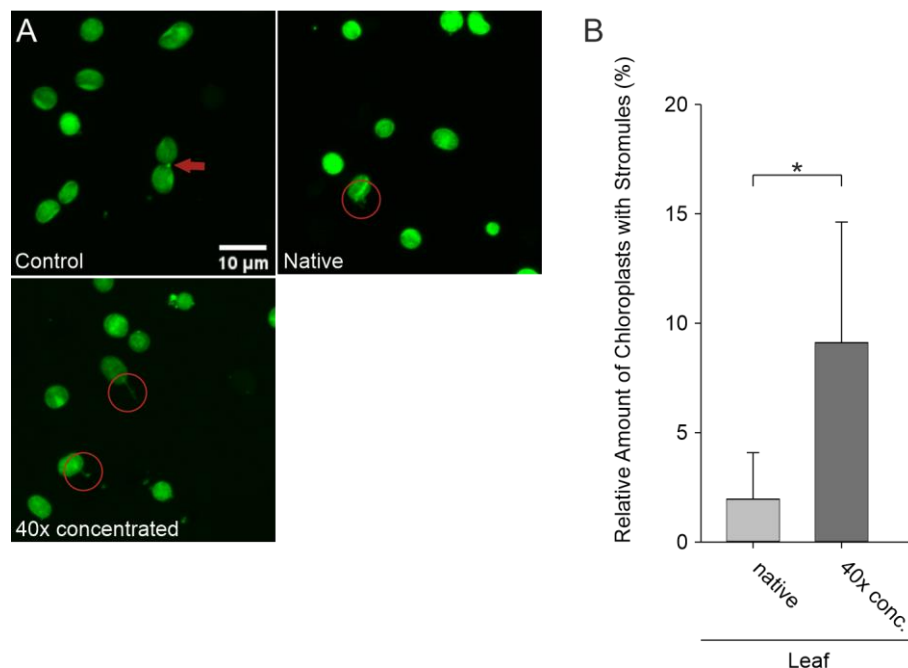 A
Control
10 µm
Native
40x concentrated
B
Relative Amount of Chloroplasts with Stromules (%)
20
15
10
5
0
*
native
40x conc.
Leaf